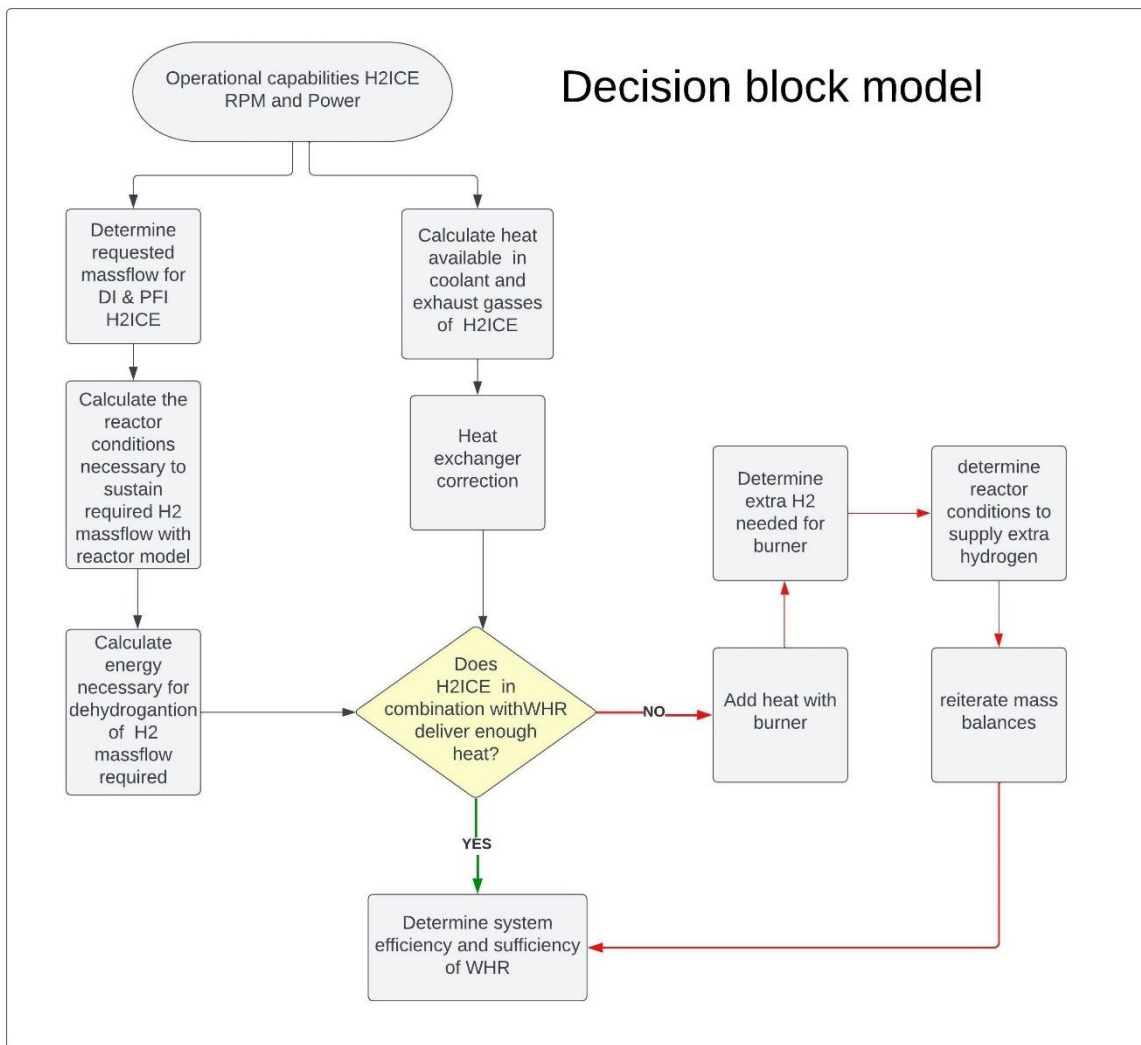 Decision block model
Operational capabilities H2ICE
RPM and Power
Determine
requested
massflow for
DI & PFI
H2ICE
Calculate heat
available in
coolant and
exhaust gasses
of H2ICE
Calculate the
reactor
conditions
necessary to
sustain
required H2
massflow with
reactor model
Heat
exchanger
correction
Determine
extra H2
needed for
burner
determine
reactor
conditions to
supply extra
hydrogen
Calculate
energy
necessary for
dehydrogantion
of H2
massflow
required
Does
H2ICE in
combination withWHR
deliver enough
heat?
NO
Add heat with
burner
reiterate mass
balances
YES
Determine system
efficiency and sufficiency
of WHR